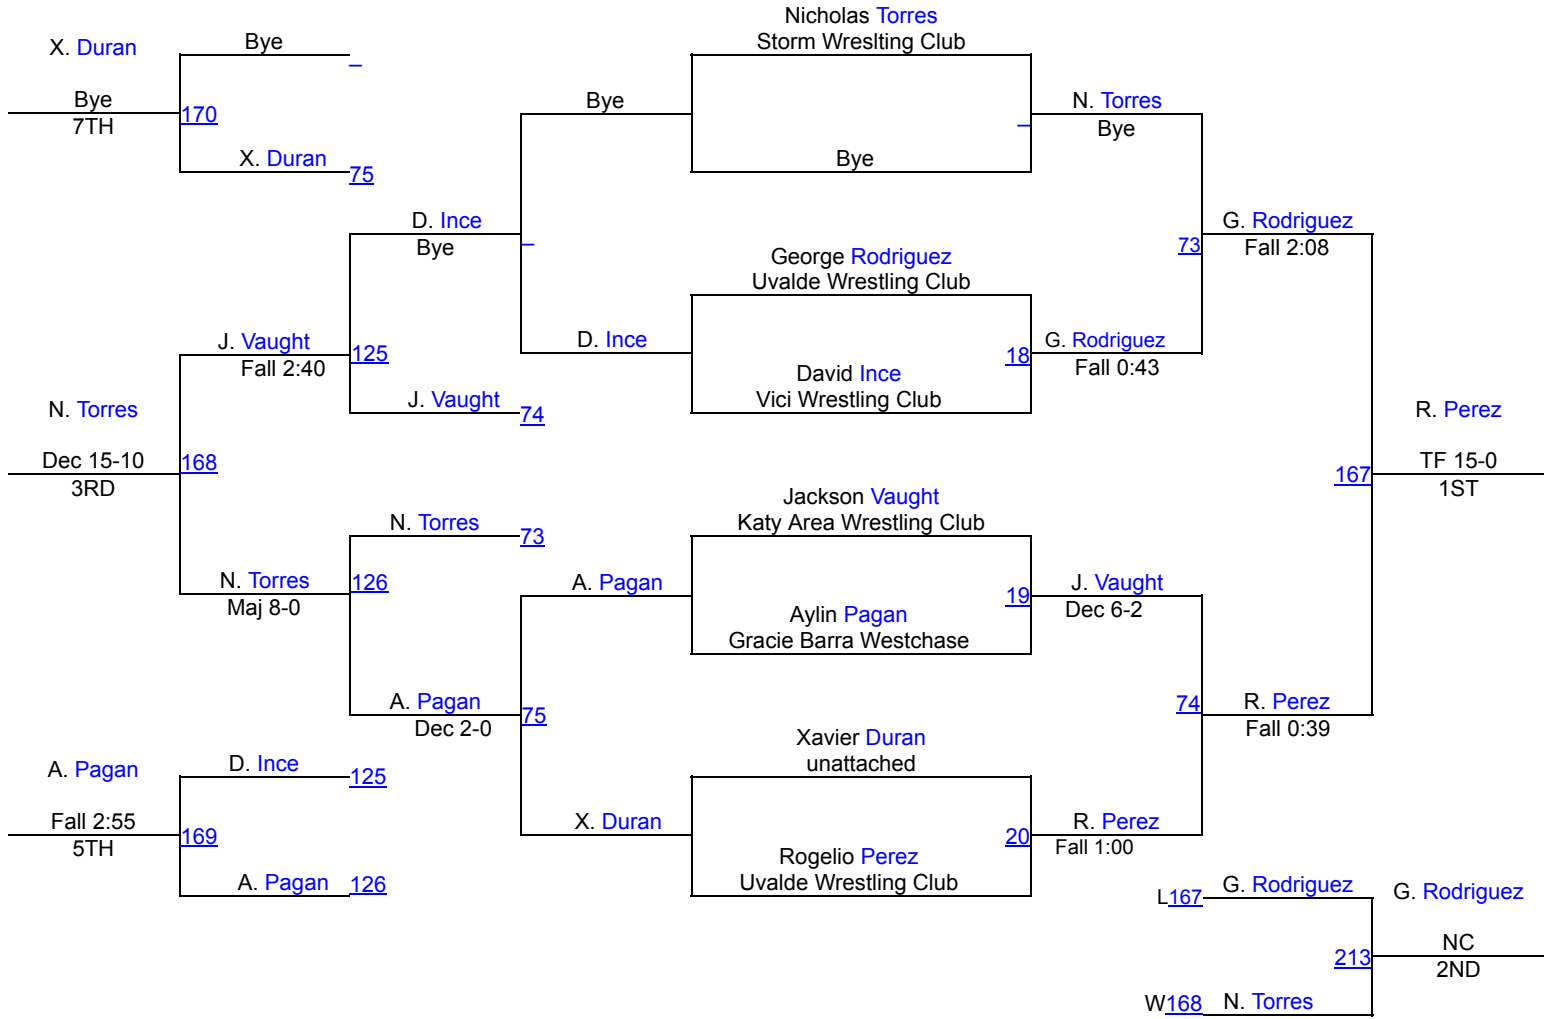 Nicholas Torres
Storm Wreslting Club
X. Duran
Bye
–
Bye
7TH
170
X. Duran
75
Bye
Bye
–
N. Torres
Bye
D. Ince
Bye
–
George Rodriguez
Uvalde Wrestling Club
73
G. Rodriguez
Fall 2:08
J. Vaught
Fall 2:40
125
D. Ince
David Ince
Vici Wrestling Club
18
G. Rodriguez
Fall 0:43
N. Torres
J. Vaught
74
R. Perez
Dec 15-10
3RD
168
167
TF 15-0
1ST
N. Torres
73
Jackson Vaught
Katy Area Wrestling Club
N. Torres
Maj 8-0
126
A. Pagan
Aylin Pagan
Gracie Barra Westchase
19
J. Vaught
Dec 6-2
A. Pagan
Dec 2-0
75
Xavier Duran
unattached
74
R. Perez
Fall 0:39
A. Pagan
D. Ince
125
Fall 2:55
5TH
169
X. Duran
Rogelio Perez
Uvalde Wrestling Club
20
R. Perez
Fall 1:00
A. Pagan
126
L167
G. Rodriguez
G. Rodriguez
213
NC
2ND
W168
N. Torres